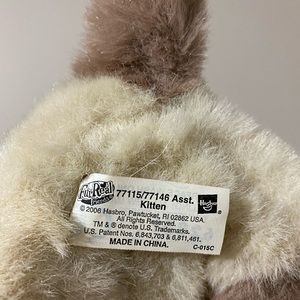 FurReal Friends
77115/77146 Asst.
Kitten
Hasbro
© 2006 Hasbro, Pawtucket, RI 02862 USA.
All Rights Reserved.
TM & ® denote U.S. Trademarks.
U.S. Patent Nos. 6,843,703 & 6,811,461.
MADE IN CHINA.
C-015C